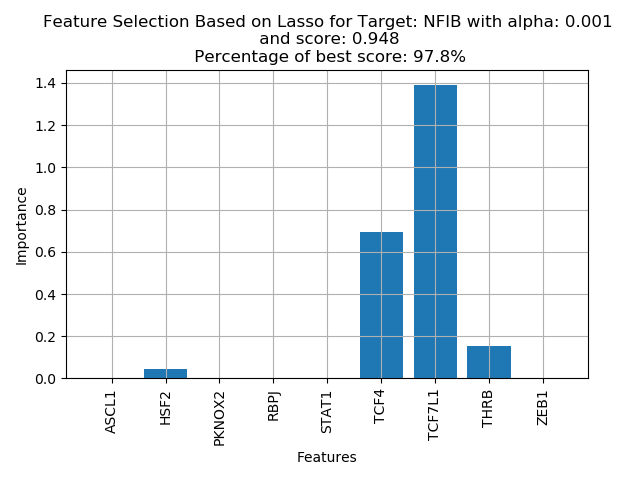 Feature Selection Based on Lasso for Target: NFIB with alpha: 0.001
and score: 0.948
Percentage of best score: 97.8%
1.4
1.2
1.0
0.8
0.6
0.4
0.2
0.0
Importance
ASCL1
HSF2
PKNOX2
RBPJ
STAT1
TCF4
TCF7L1
THRB
ZEB1
Features